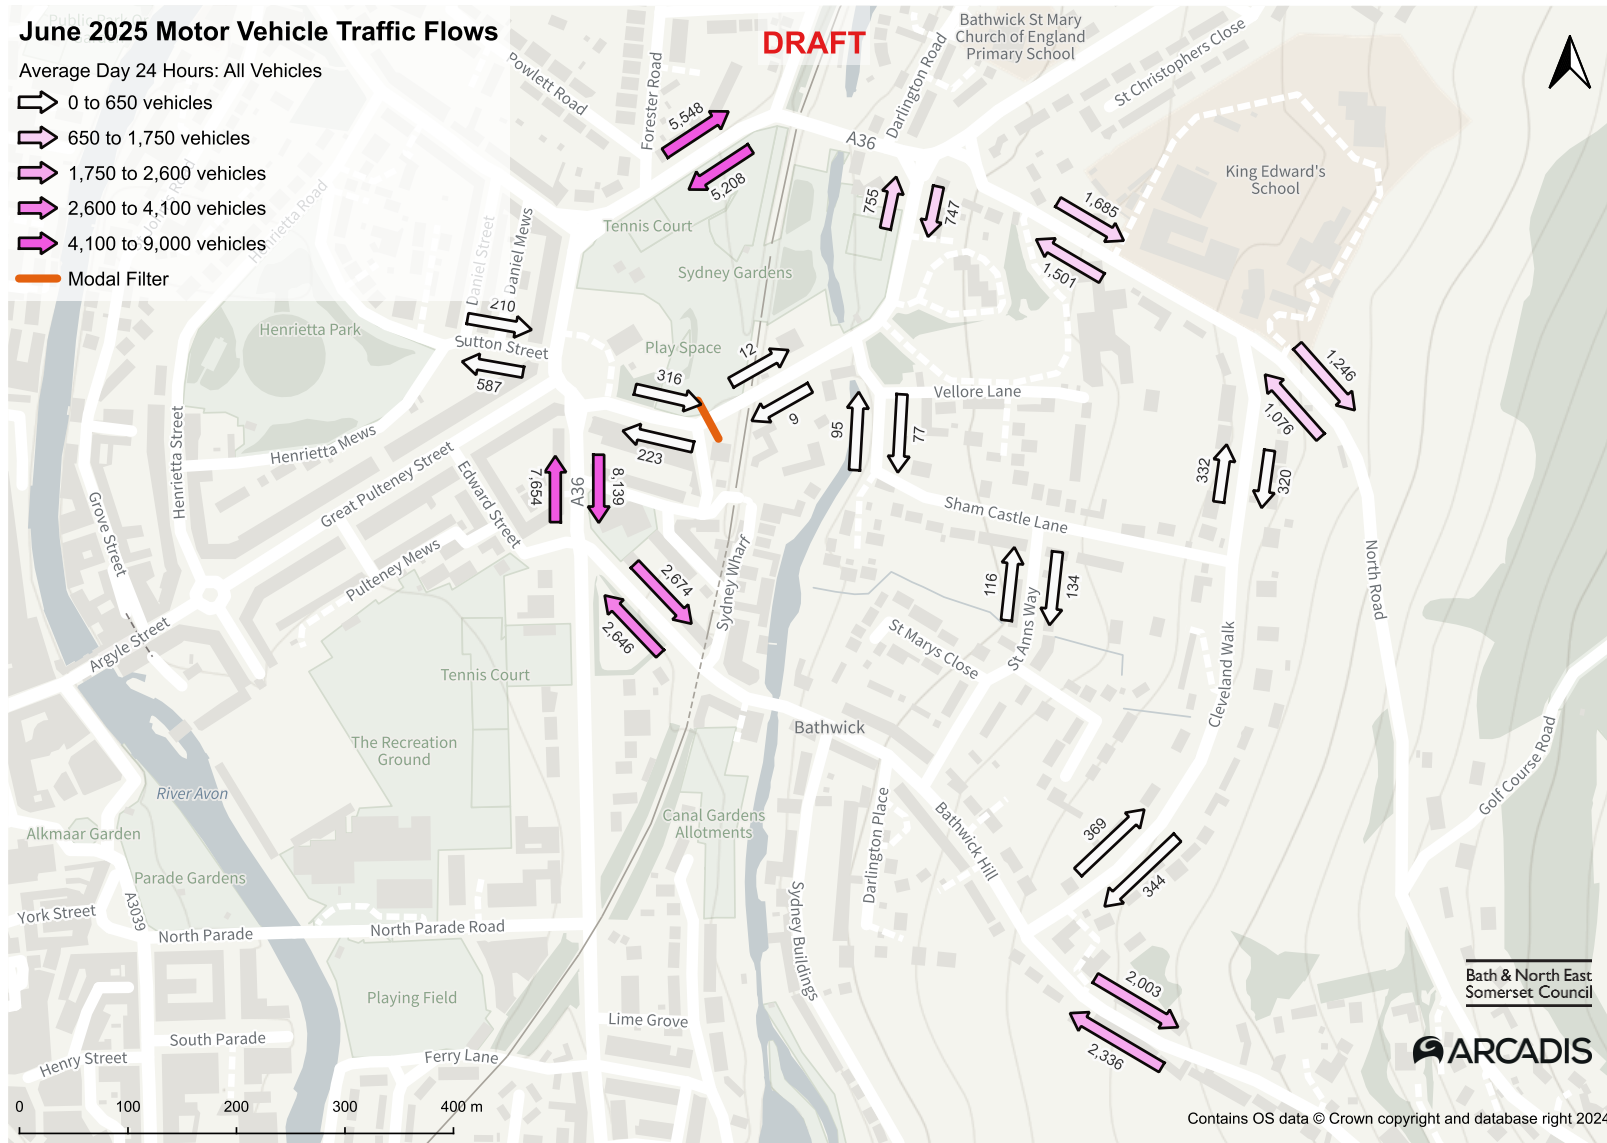 June 2025 Motor Vehicle Traffic Flows
Average Day 24 Hours: All Vehicles
0 to 650 vehicles
650 to 1,750 vehicles
1,750 to 2,600 vehicles
2,600 to 4,100 vehicles
4,100 to 9,000 vehicles
Modal Filter
DRAFT
Powlett Road
Forester Road
5,548
5,208
Henrietta Road
Daniel Street
Daniel Mews
Tennis Court
Sydney Gardens
A36
Darlington Road
Bathwick St Mary
Church of England
Primary School
St Christophers Close
King Edward's
School
755
747
1,685
1,501
210
Sutton Street
587
Henrietta Park
Play Space
316
12
9
223
95
77
Vellore Lane
1,246
1,076
332
320
Henrietta Street
Henrietta Mews
Great Pulteney Street
Edward Street
Pulteney Mews
7,654
A36
8,139
Grove Street
Argyle Street
Sham Castle Lane
116
134
St Anns Way
St Marys Close
Cleveland Walk
North Road
Golf Course Road
2,674
2,646
Sydney Wharf
Tennis Court
Bathwick
The Recreation
Ground
River Avon
Canal Gardens
Allotments
Alkmaar Garden
Parade Gardens
A3039
York Street
North Parade
North Parade Road
Darlington Place
Bathwick Hill
369
344
Sydney Buildings
2,003
2,336
Playing Field
Lime Grove
South Parade
Henry Street
Ferry Lane
Bath & North East
Somerset Council
ARCADIS
0 100 200 300 400 m
Contains OS data © Crown copyright and database right 2024